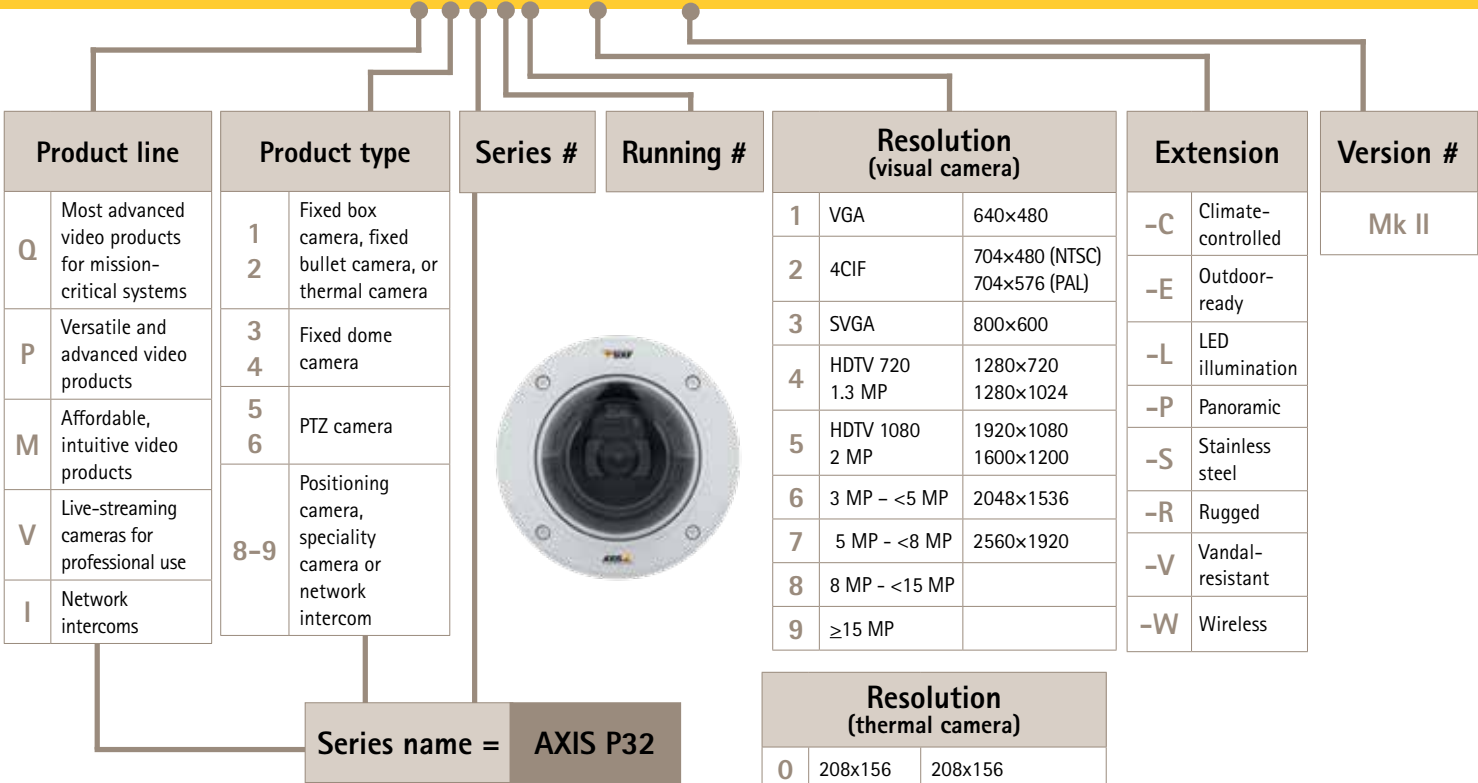 Product line
Q
Most advanced
video products
for mission-
critical systems
P
Versatile and
advanced video
products
M
Affordable,
intuitive video
products
V
Live-streaming
cameras for
professional use
I
Network
intercoms
Product type
1
2
Fixed box
camera, fixed
bullet camera, or
thermal camera
3
4
Fixed dome
camera
5
6
PTZ camera
8-9
Positioning
camera,
speciality
camera or
network
intercom
Series #
Running #
Resolution
(visual camera)
1 VGA 640×480
2 4CIF 704×480 (NTSC)
704×576 (PAL)
3 SVGA 800×600
4 HDTV 720 1280×720
1.3 MP 1280×1024
5 HDTV 1080 1920×1080
2 MP 1600×1200
6 3 MP – <5 MP 2048×1536
7 5 MP - <8 MP 2560×1920
8 8 MP - <15 MP
9 ≥15 MP
Extension
-C Climate-
controlled
-E Outdoor-
ready
-L LED
illumination
-P Panoramic
-S Stainless
steel
-R Rugged
-V Vandal-
resistant
-W Wireless
Version #
Mk II
AXIS
Series name = AXIS P32
Resolution
(thermal camera)
0 208x156 208x156